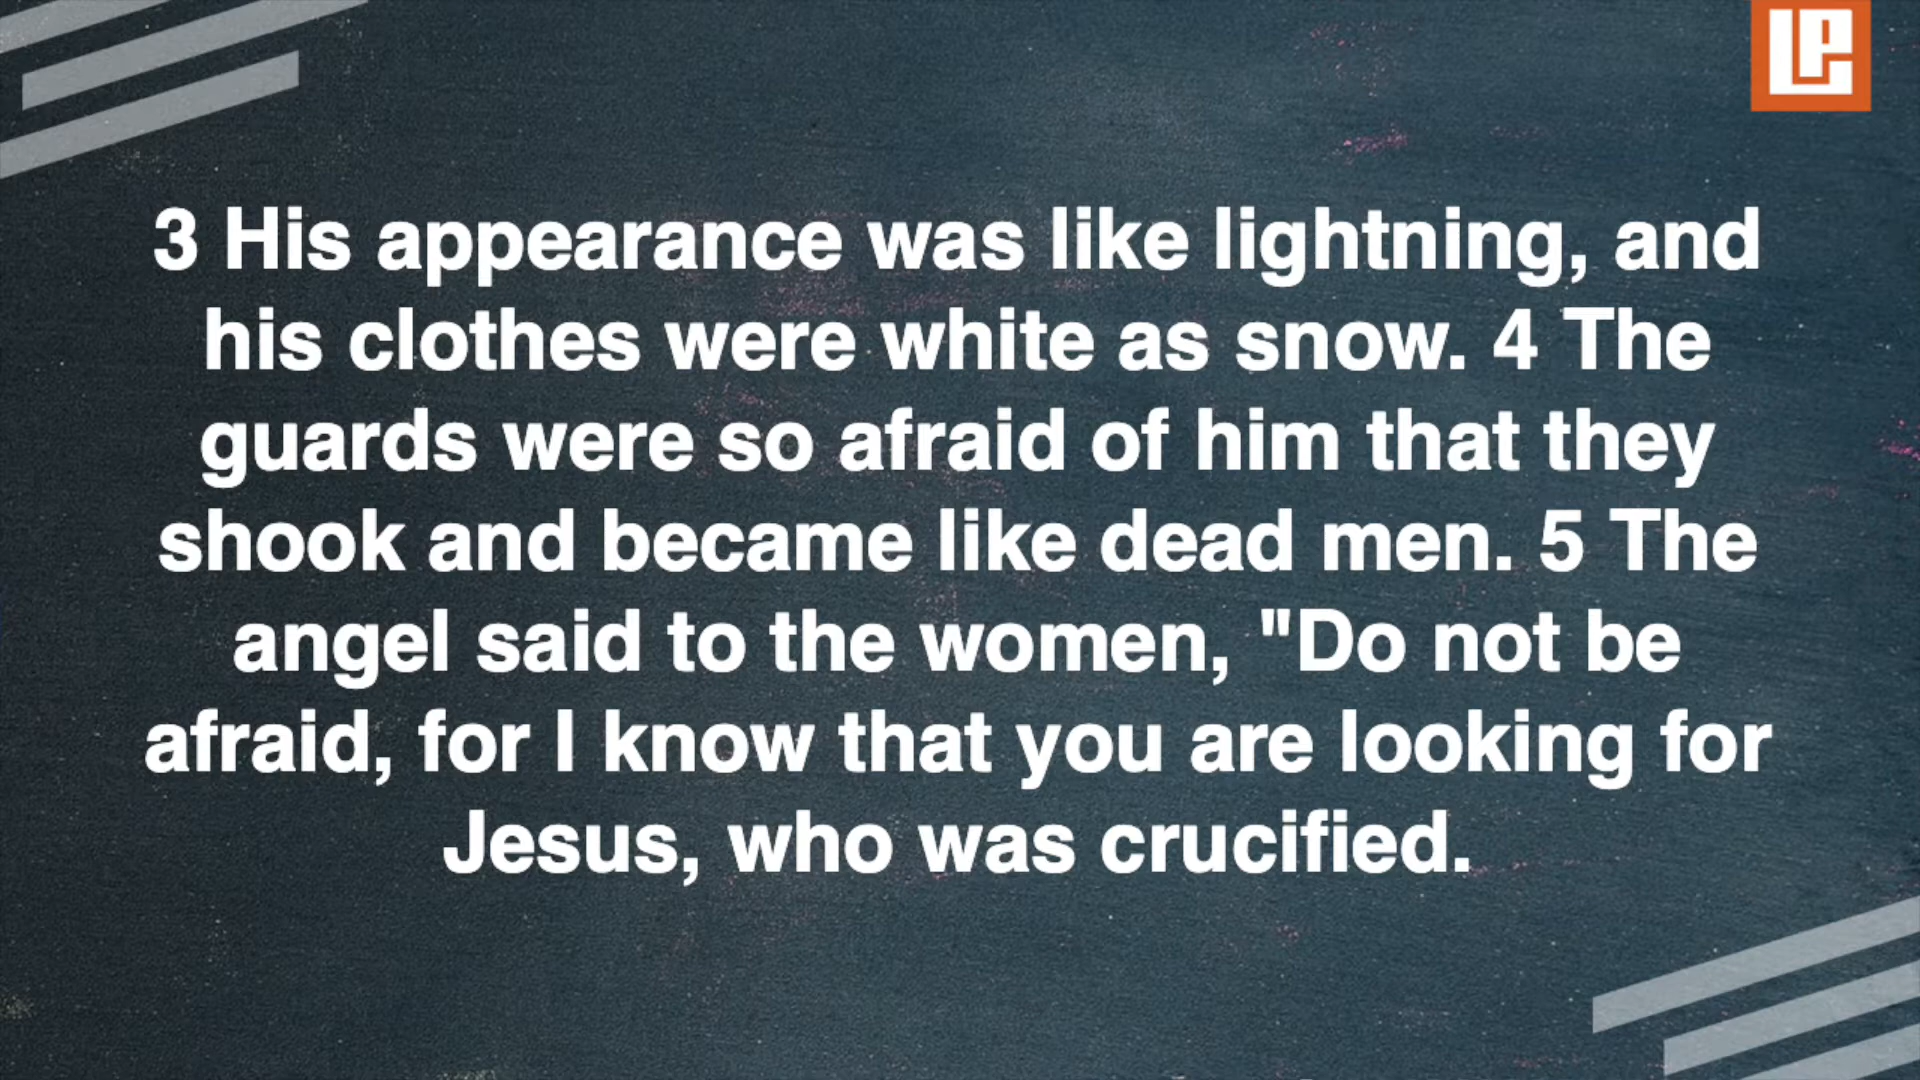 LP
3 His appearance was like lightning, and
his clothes were white as snow. 4 The
guards were so afraid of him that they
shook and became like dead men. 5 The
angel said to the women, "Do not be
afraid, for I know that you are looking for
Jesus, who was crucified.